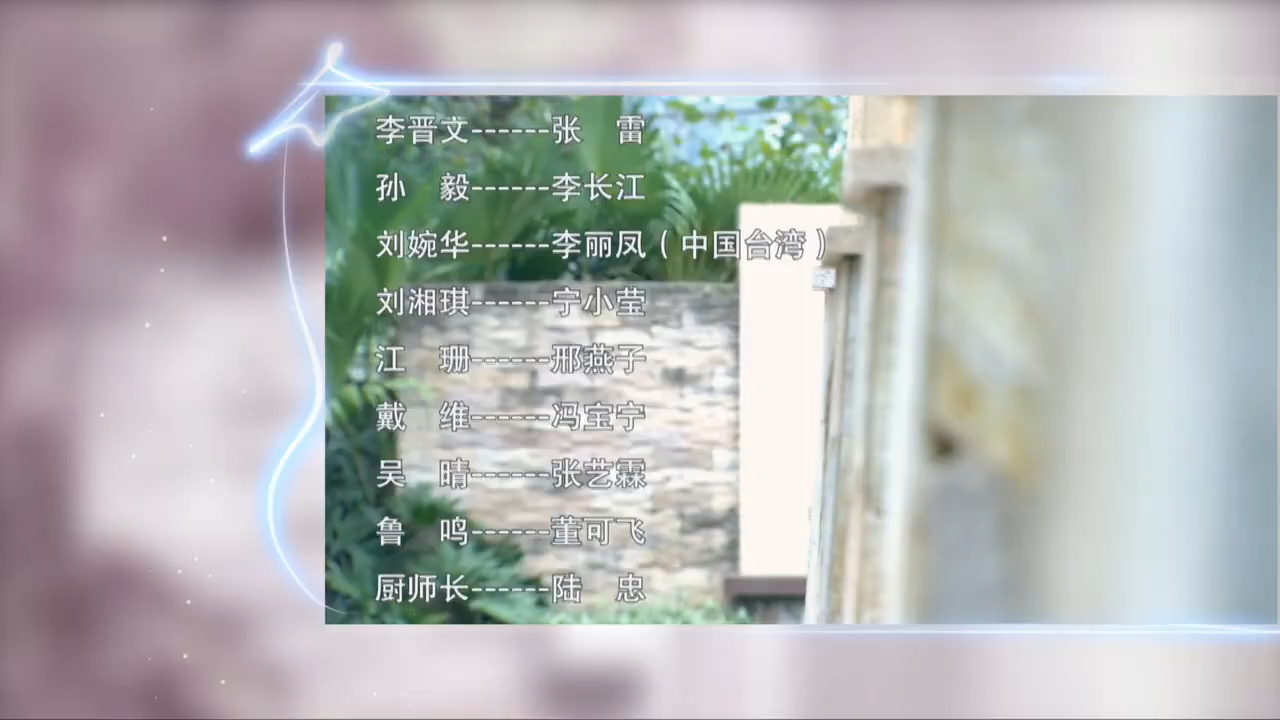 李晋文------张　雷
孙　毅------李长江
刘婉华------李丽凤（中国台湾）
刘湘琪------宁小莹
江　珊------邢燕子
戴　维------冯宝宁
吴　晴------张艺霖
鲁　鸣------董可飞
厨师长------陆　忠